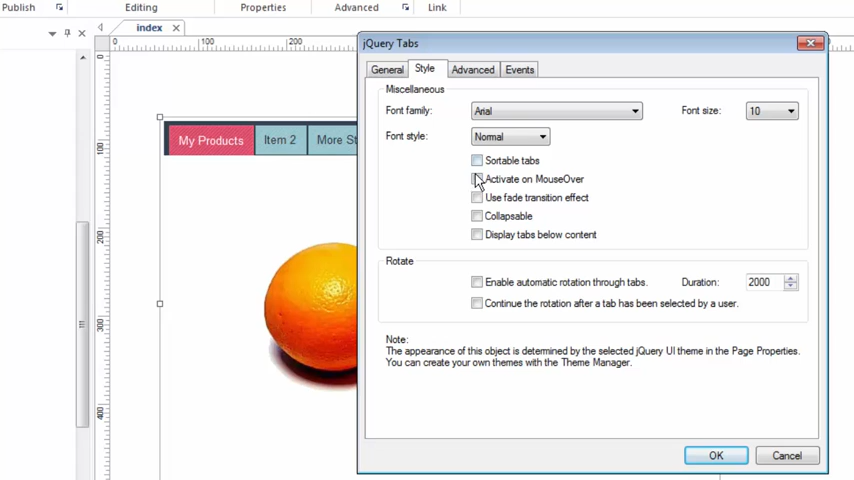 Publish Editing Properties Advanced Link
index
jQuery Tabs
General Style Advanced Events
0 100 200
Miscellaneous
Font family: Arial Font size: 10
Font style: Normal
My Products Item 2 More St
Sortable tabs
Activate on MouseOver
Use fade transition effect
Collapsable
Display tabs below content
Rotate
Enable automatic rotation through tabs. Duration: 2000
Continue the rotation after a tab has been selected by a user.
Note:
The appearance of this object is determined by the selected jQuery UI theme in the Page Properties.
You can create your own themes with the Theme Manager.
OK Cancel
0
100
200
300
400